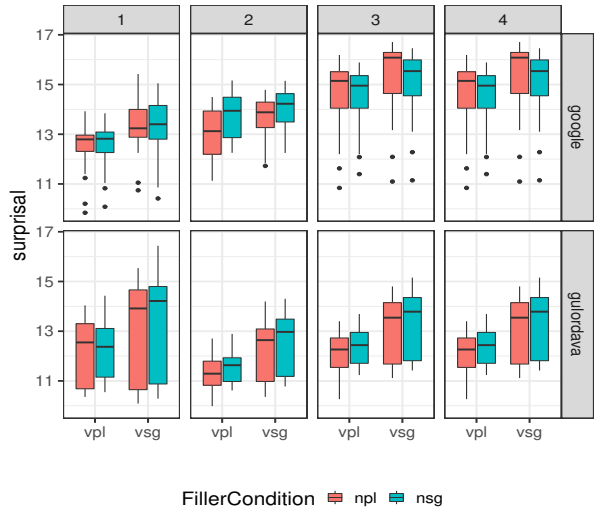 1 2 3 4
17
15
13
11
google
surprisal
17
15
13
11
gulordava
vpl vsg vpl vsg vpl vsg vpl vsg
FillerCondition npl nsg